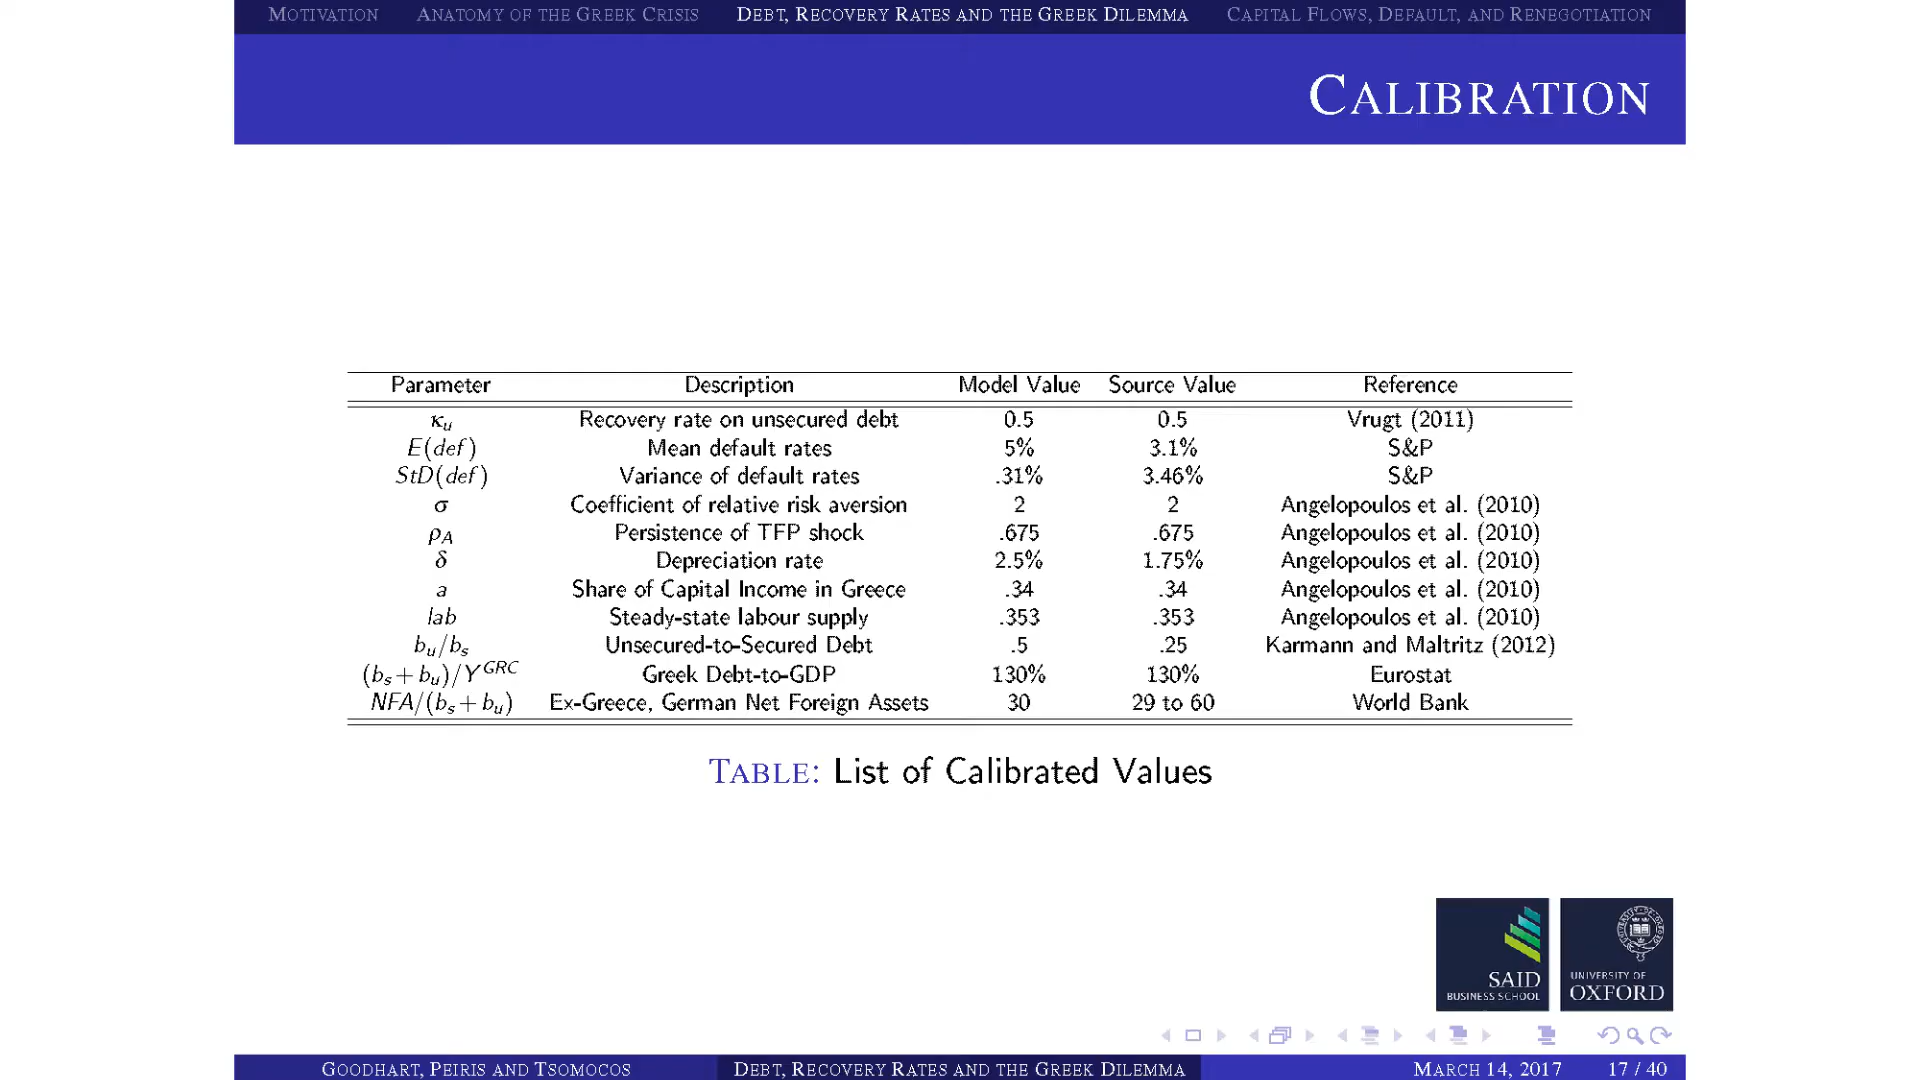 MOTIVATION ANATOMY OF THE GREEK CRISIS DEBT, RECOVERY RATES AND THE GREEK DILEMMA CAPITAL FLOWS, DEFAULT, AND RENEGOTIATION
CALIBRATION
Parameter Description Model Value Source Value Reference
κu Recovery rate on unsecured debt 0.5 0.5 Vrugt (2011)
E(def) Mean default rates 5% 3.1% S&P
StD(def) Variance of default rates .31% 3.46% S&P
σ Coefficient of relative risk aversion 2 2 Angelopoulos et al. (2010)
ρA Persistence of TFP shock .675 .675 Angelopoulos et al. (2010)
δ Depreciation rate 2.5% 1.75% Angelopoulos et al. (2010)
a Share of Capital Income in Greece .34 .34 Angelopoulos et al. (2010)
lab Steady-state labour supply .353 .353 Angelopoulos et al. (2010)
bu/bs Unsecured-to-Secured Debt .5 .25 Karmann and Maltritz (2012)
(bs + bu)/Y GRC Greek Debt-to-GDP 130% 130% Eurostat
NFA/(bs + bu) Ex-Greece, German Net Foreign Assets 30 29 to 60 World Bank
TABLE: List of Calibrated Values
SAID
BUSINESS SCHOOL
UNIVERSITY OF
OXFORD
GOODHART, PEIRIS AND TSOMOCOS DEBT, RECOVERY RATES AND THE GREEK DILEMMA MARCH 14, 2017 17 / 40